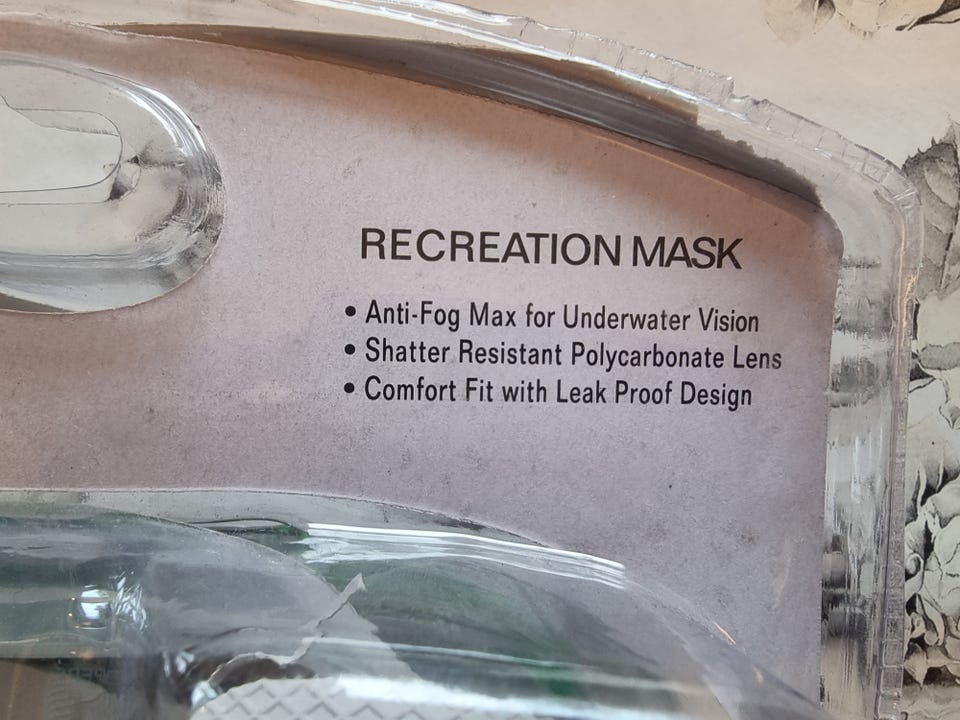 RECREATION MASK
• Anti-Fog Max for Underwater Vision
• Shatter Resistant Polycarbonate Lens
• Comfort Fit with Leak Proof Design